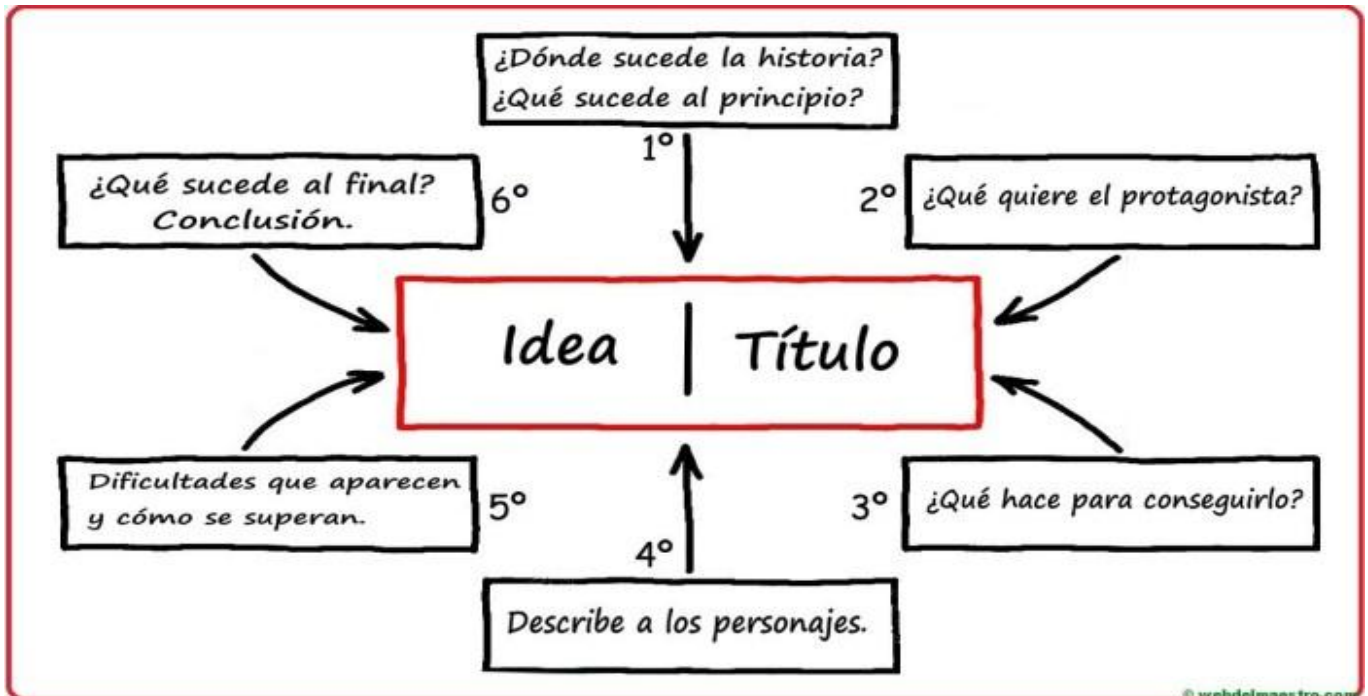 ¿Dónde sucede la historia?
¿Qué sucede al principio?
1º
2º
¿Qué quiere el protagonista?
3º
¿Qué hace para conseguirlo?
4º
Describe a los personajes.
5º
Dificultades que aparecen
y cómo se superan.
6º
¿Qué sucede al final?
Conclusión.
Idea | Título
© webdelmaestro.com